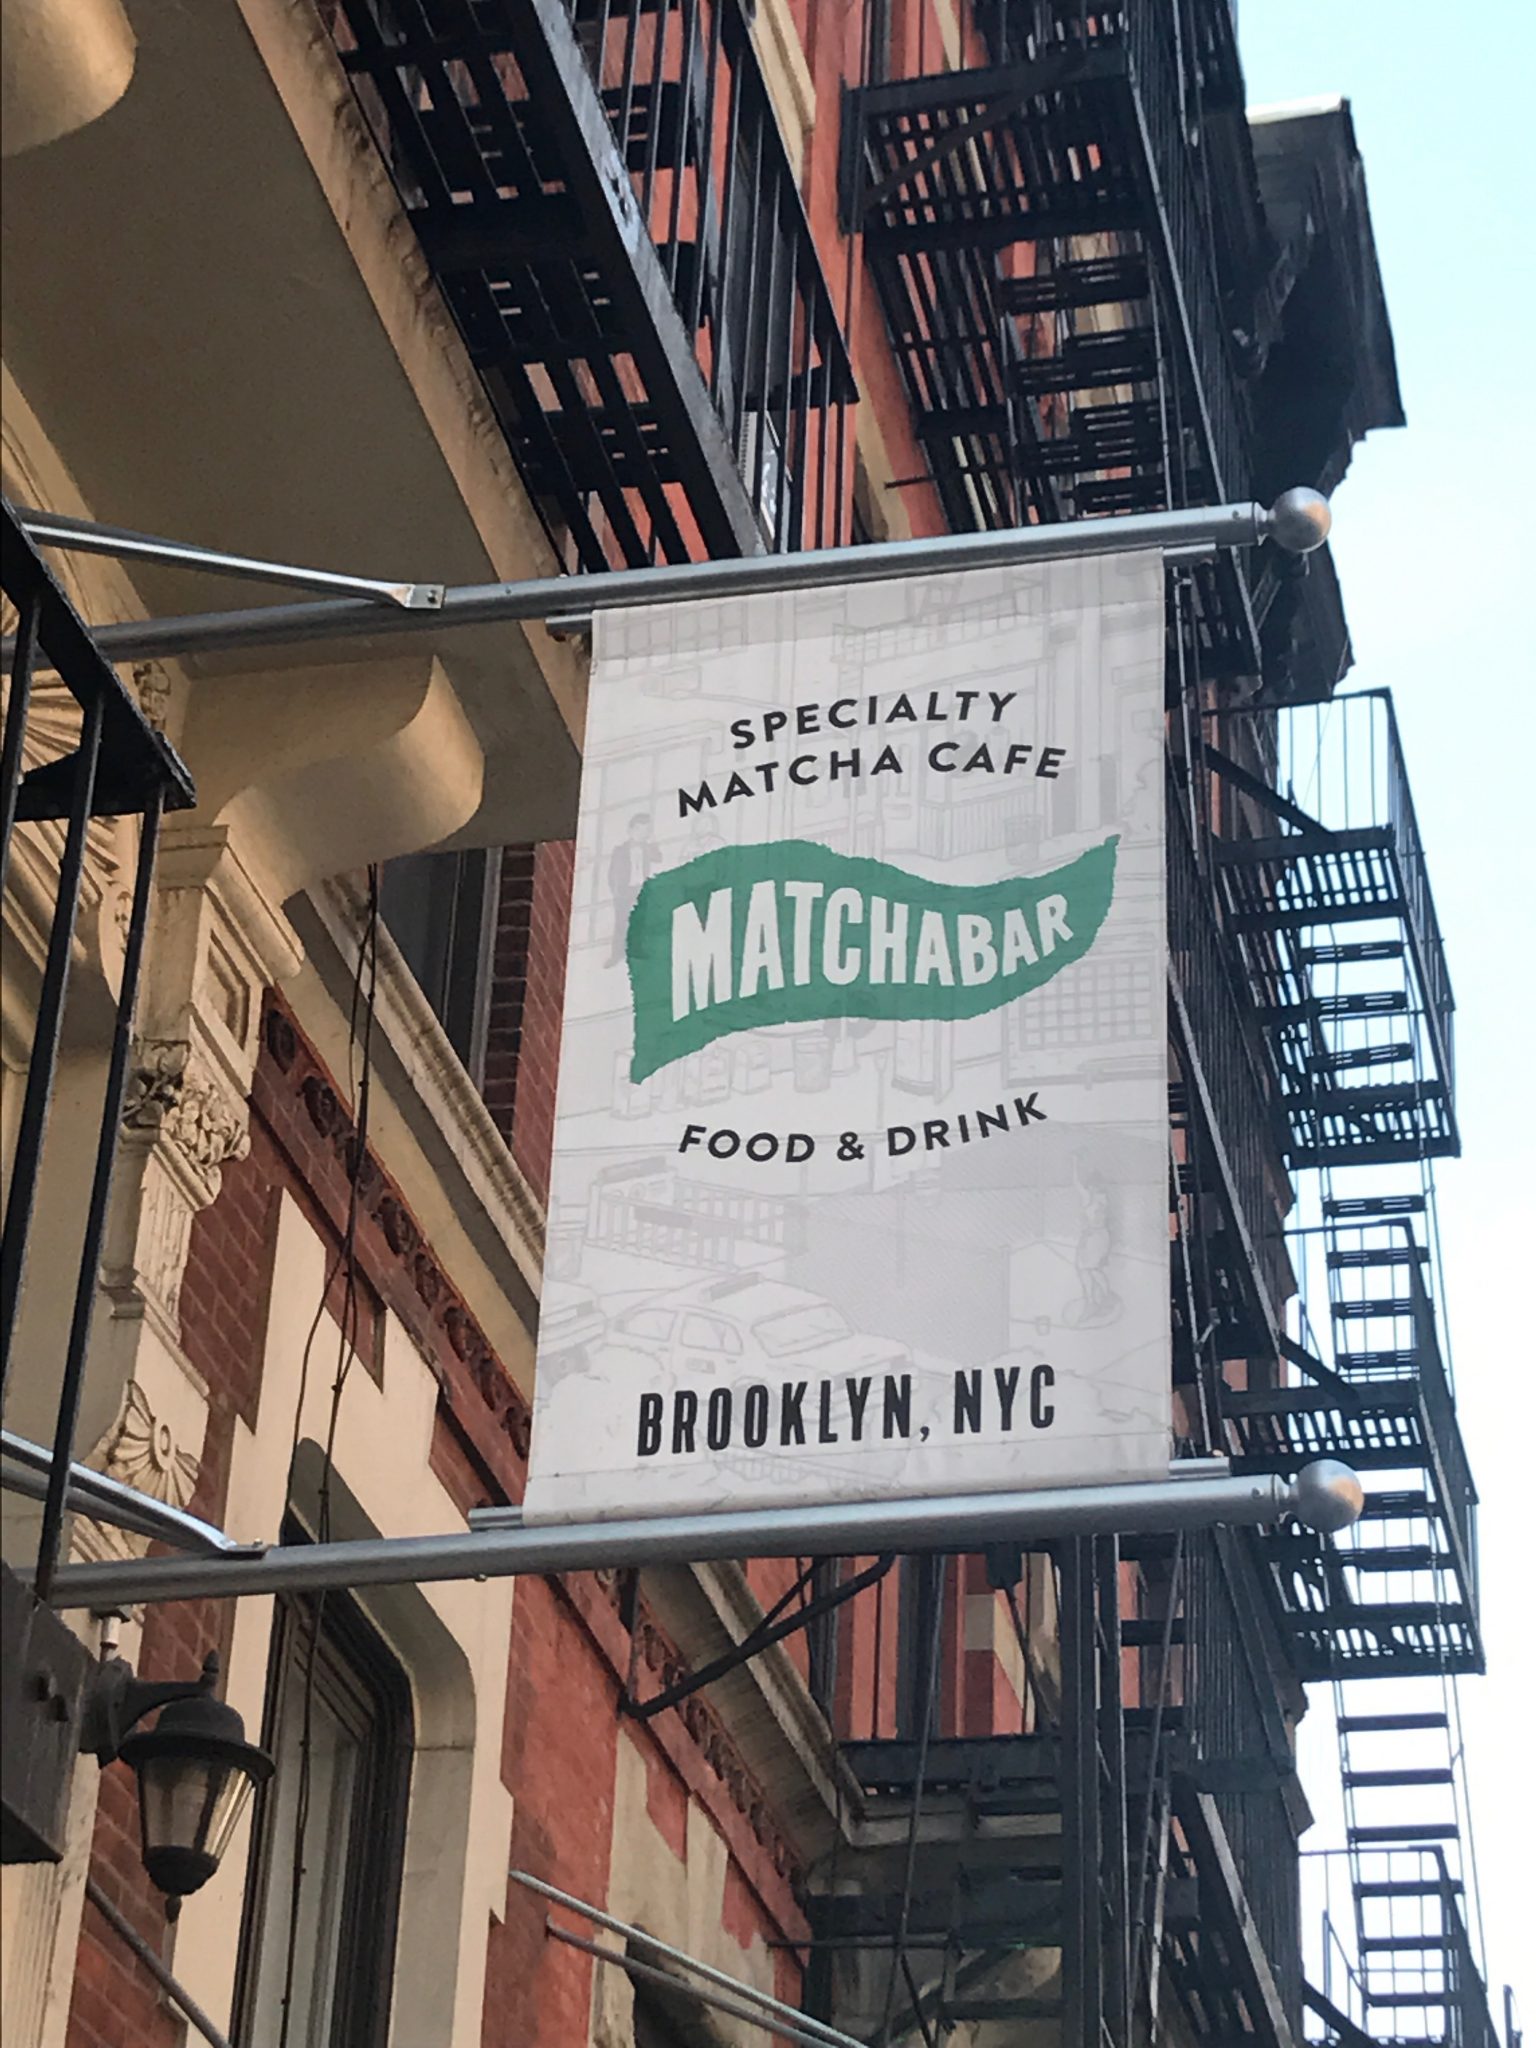 SPECIALTY
MATCHA CAFE
MATCHABAR
FOOD & DRINK
BROOKLYN, NYC